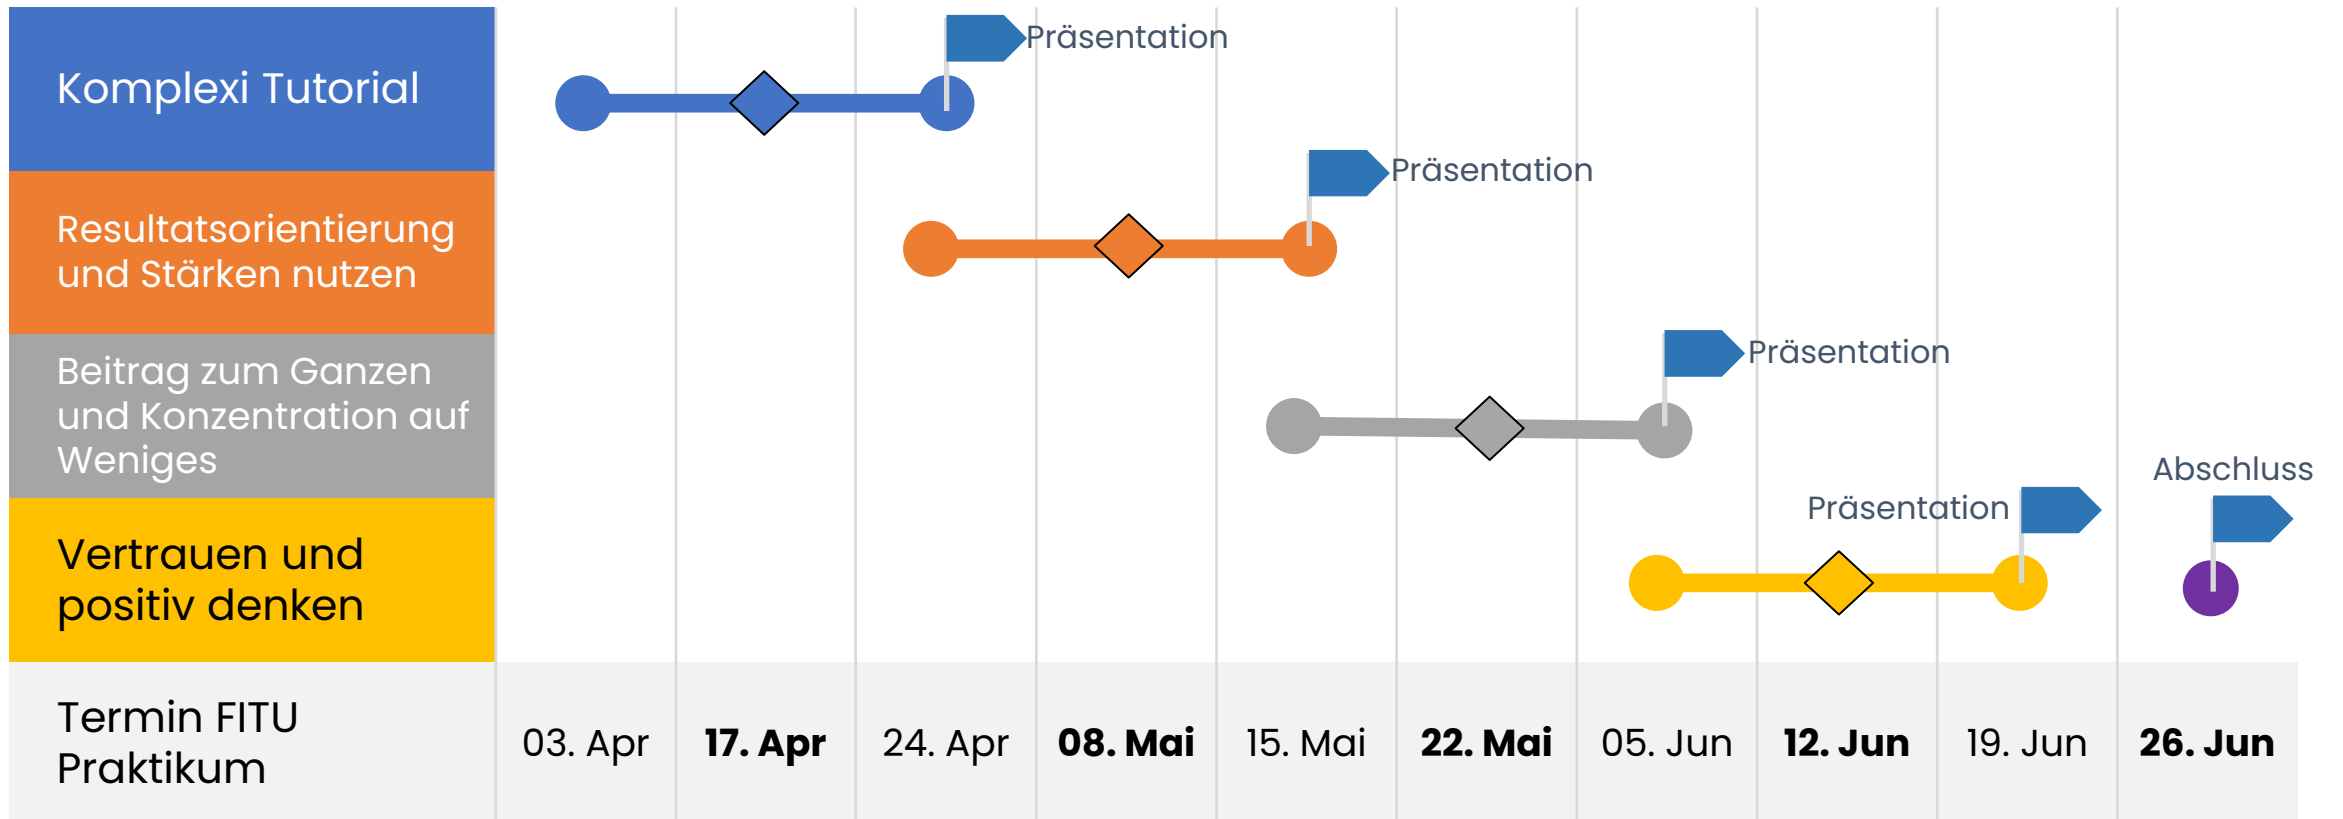 Präsentation
Komplexi Tutorial
Präsentation
Resultatsorientierung
und Stärken nutzen
Präsentation
Beitrag zum Ganzen
und Konzentration auf
Weniges
Abschluss
Präsentation
Vertrauen und
positiv denken
Termin FITU
Praktikum
03. Apr 17. Apr 24. Apr 08. Mai 15. Mai 22. Mai 05. Jun 12. Jun 19. Jun 26. Jun